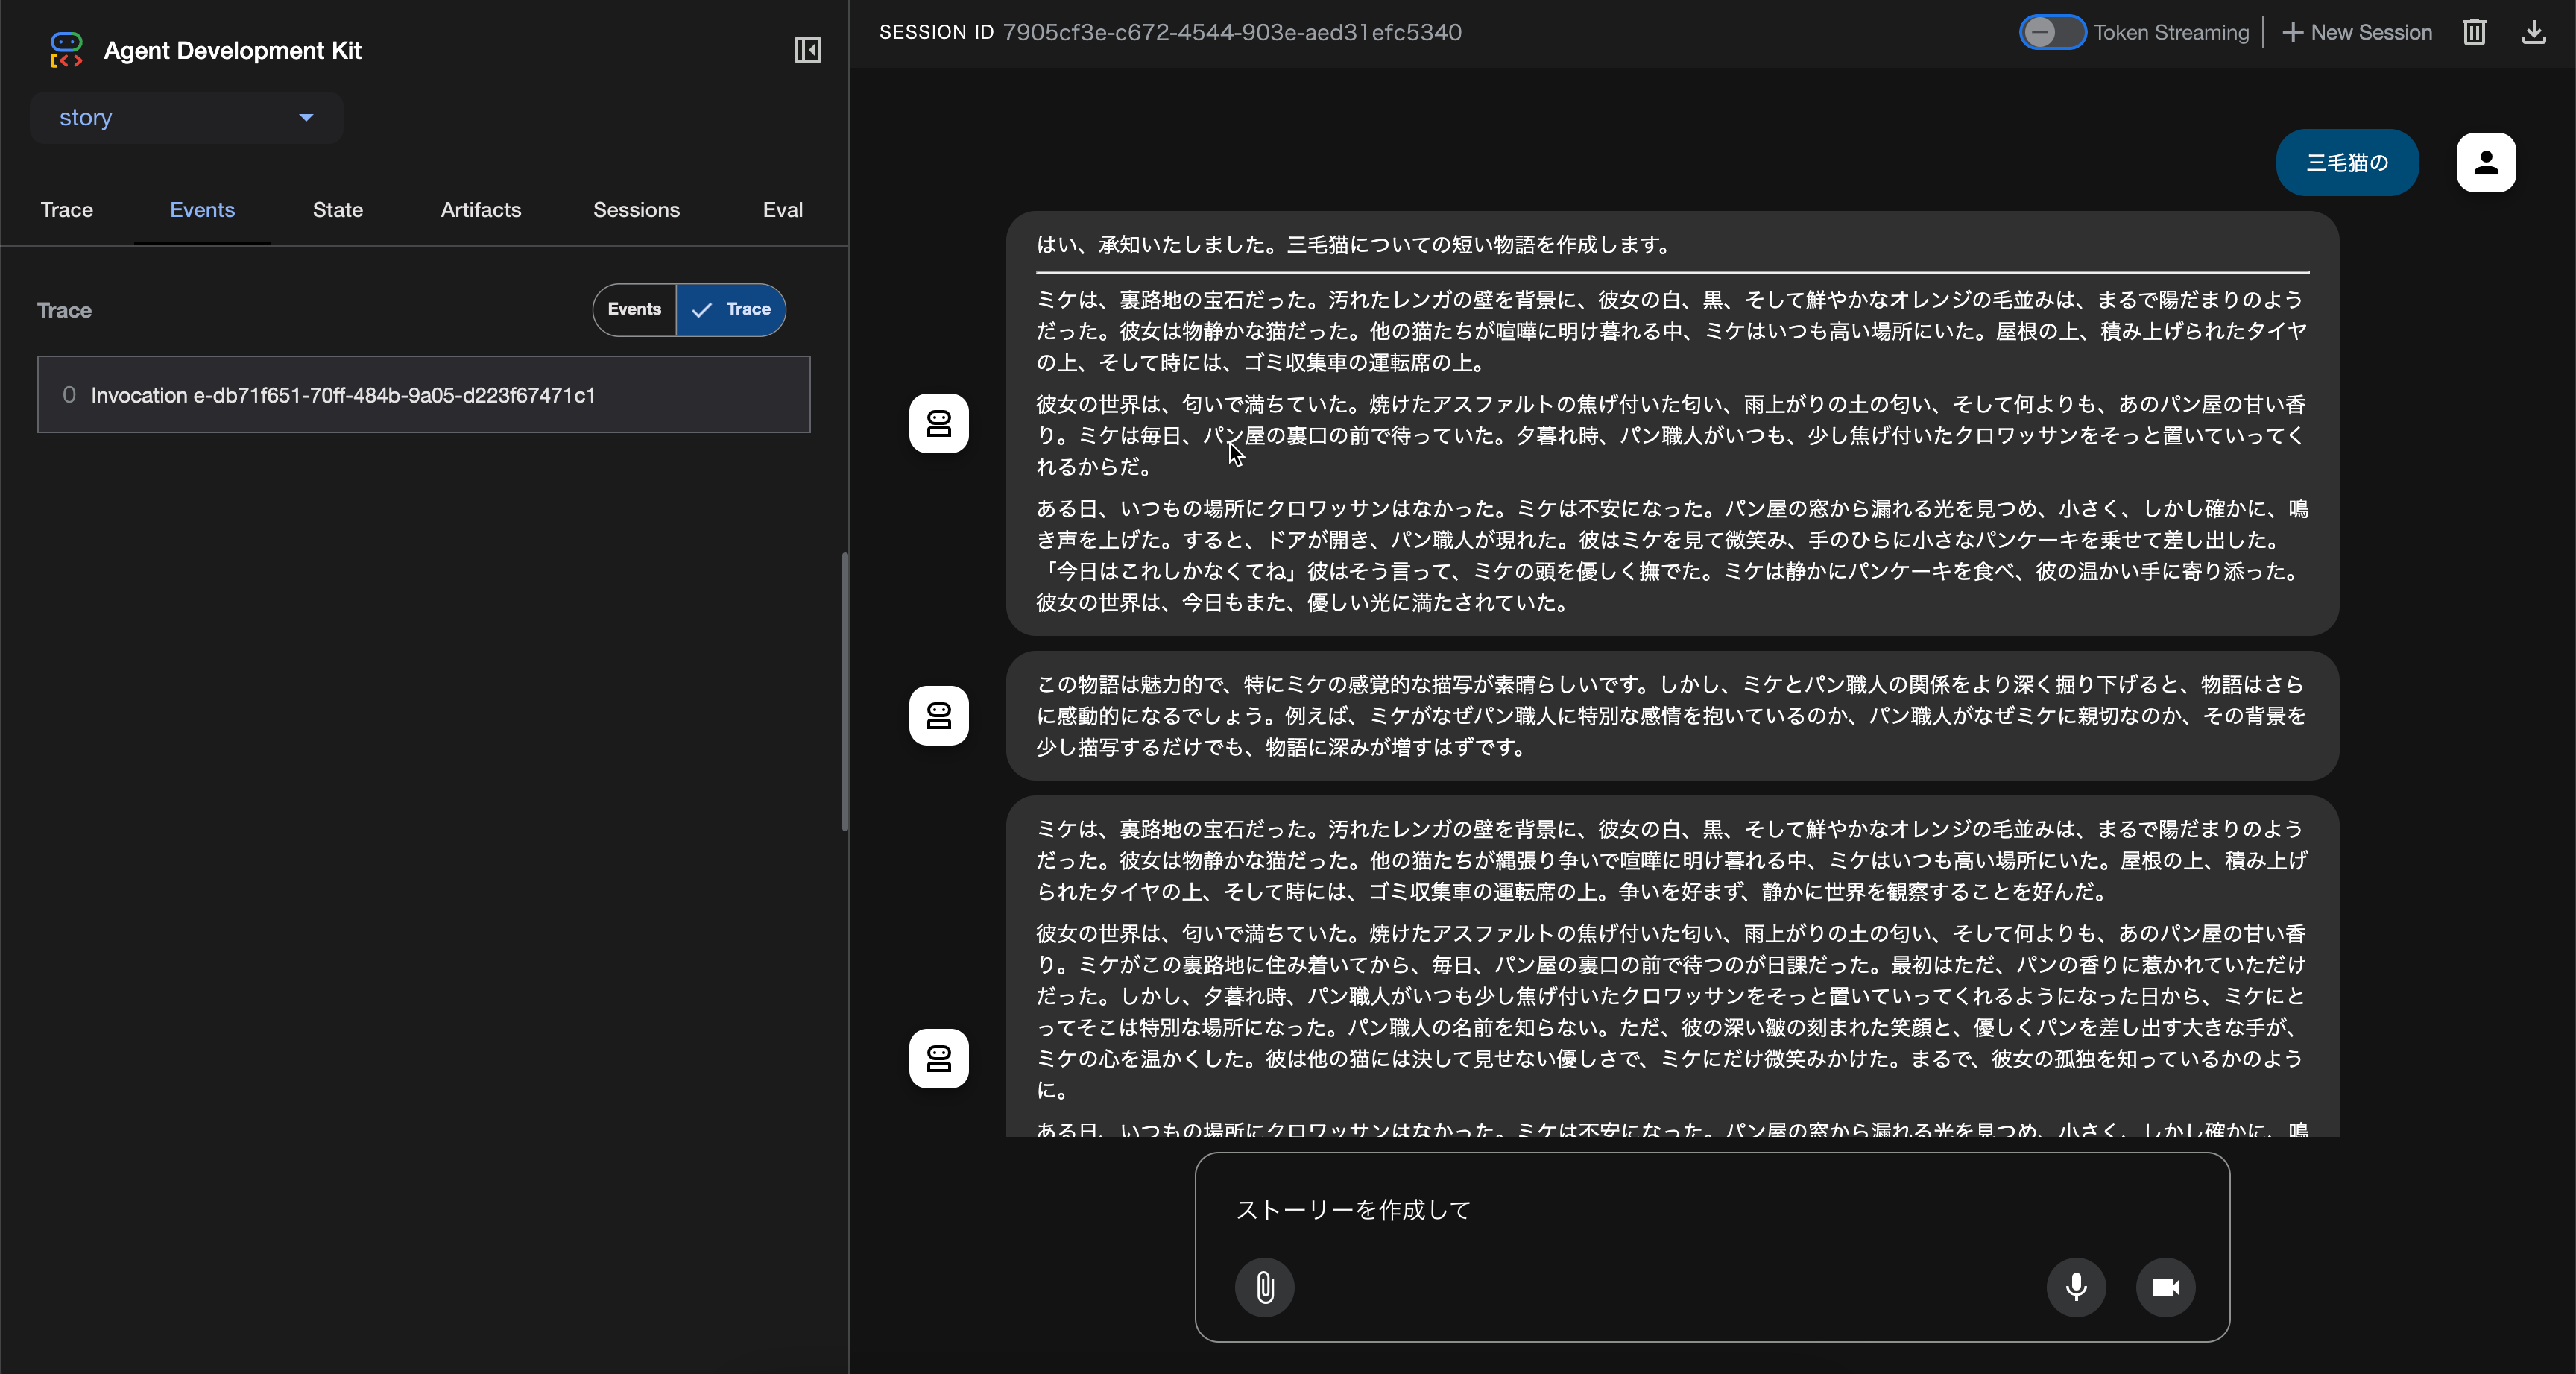 Agent Development Kit
story
Trace
Events
State
Artifacts
Sessions
Eval
Trace
Events
Trace
0 Invocation e-db71f651-70ff-484b-9a05-d223f67471c1
SESSION ID 7905cf3e-c672-4544-903e-aed31efc5340
Token Streaming
New Session
三毛猫の
はい、承知いたしました。三毛猫についての短い物語を作成します。
ミケは、裏路地の宝石だった。汚れたレンガの壁を背景に、彼女の白、黒、そして鮮やかなオレンジの毛並みは、まるで陽だまりのよう
だった。彼女は物静かな猫だった。他の猫たちが喧嘩に明け暮れる中、ミケはいつも高い場所にいた。屋根の上、積み上げられたタイヤ
の上、そして時には、ゴミ収集車の運転席の上。
彼女の世界は、匂いで満ちていた。焼けたアスファルトの焦げ付いた匂い、雨上がりの土の匂い、そして何よりも、あのパン屋の甘い香
り。ミケは毎日、パン屋の裏口の前で待っていた。夕暮れ時、パン職人がいつも、少し焦げ付いたクロワッサンをそっと置いていってく
れるからだ。
ある日、いつもの場所にクロワッサンはなかった。ミケは不安になった。パン屋の窓から漏れる光を見つめ、小さく、しかし確かに、鳴
き声を上げた。すると、ドアが開き、パン職人が現れた。彼はミケを見て微笑み、手のひらに小さなパンケーキを乗せて差し出した。
「今日はこれしかなくてね」彼はそう言って、ミケの頭を優しく撫でた。ミケは静かにパンケーキを食べ、彼の温かい手に寄り添った。
彼女の世界は、今日もまた、優しい光に満たされていた。
この物語は魅力的で、特にミケの感覚的な描写が素晴らしいです。しかし、ミケとパン職人の関係をより深く掘り下げると、物語はさら
に感動的になるでしょう。例えば、ミケがなぜパン職人に特別な感情を抱いているのか、パン職人がなぜミケに親切なのか、その背景を
少し描写するだけでも、物語に深みが増すはずです。
ミケは、裏路地の宝石だった。汚れたレンガの壁を背景に、彼女の白、黒、そして鮮やかなオレンジの毛並みは、まるで陽だまりのよう
だった。彼女は物静かな猫だった。他の猫たちが縄張り争いで喧嘩に明け暮れる中、ミケはいつも高い場所にいた。屋根の上、積み上げ
られたタイヤの上、そして時には、ゴミ収集車の運転席の上。争いを好まず、静かに世界を観察することを好んだ。
彼女の世界は、匂いで満ちていた。焼けたアスファルトの焦げ付いた匂い、雨上がりの土の匂い、そして何よりも、あのパン屋の甘い香
り。ミケがこの裏路地に住み着いてから、毎日、パン屋の裏口の前で待つのが日課だった。最初はただ、パンの香りに惹かれていただけ
だった。しかし、夕暮れ時、パン職人がいつも少し焦げ付いたクロワッサンをそっと置いていってくれるようになった日から、ミケにと
ってそこは特別な場所になった。パン職人の名前を知らない。ただ、彼の深い皺の刻まれた笑顔と、優しくパンを差し出す大きな手が、
ミケの心を温かくした。彼は他の猫には決して見せない優しさで、ミケにだけ微笑みかけた。まるで、彼女の孤独を知っているかのよう
に。
ある日、いつもの場所にクロワッサンはなかった。ミケは不安になった。パン屋の窓から漏れる光を見つめ、小さく、しかし確かに、鳴
ストーリーを作成して